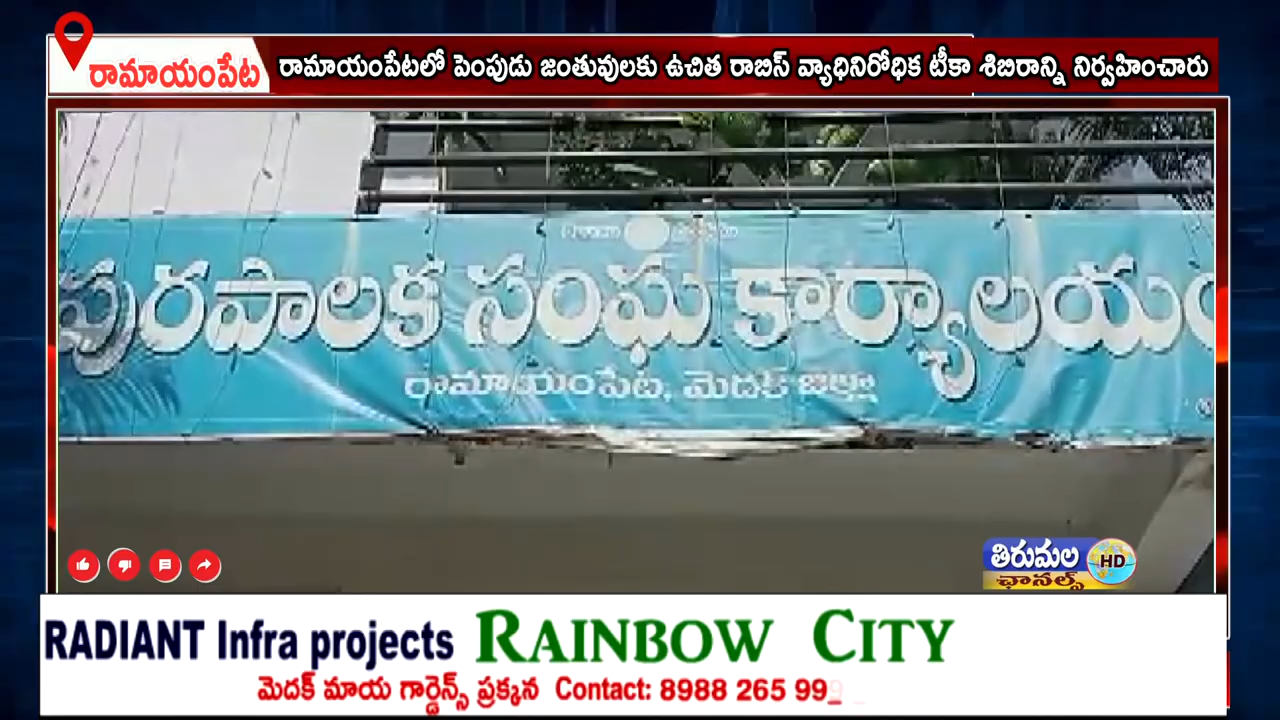 రామాయంపేట
రామాయంపేటలో పెంపుడు జంతువులకు ఉచిత రాబిస్ వ్యాధినిరోధిక టీకా శిబిరాన్ని నిర్వహించారు
పురపాలక సంఘ కార్యాలయం
రామాయంపేట, మెదక్ జిల్లా
తిరుమల
ఛానల్స్
HD
RADIANT Infra projects RAINBOW CITY
మెదక్ మాయ గార్డెన్స్ ప్రక్కన Contact: 8988 265 99